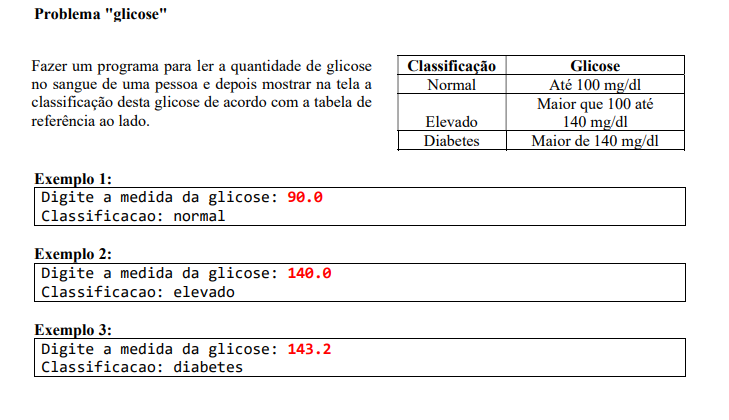 Problema "glicose"
Fazer um programa para ler a quantidade de glicose
no sangue de uma pessoa e depois mostrar na tela a
classificação desta glicose de acordo com a tabela de
referência ao lado.
Classificação Glicose
Normal Até 100 mg/dl
Maior que 100 até
Elevado 140 mg/dl
Diabetes Maior de 140 mg/dl
Exemplo 1:
Digite a medida da glicose: 90.0
Classificacao: normal
Exemplo 2:
Digite a medida da glicose: 140.0
Classificacao: elevado
Exemplo 3:
Digite a medida da glicose: 143.2
Classificacao: diabetes